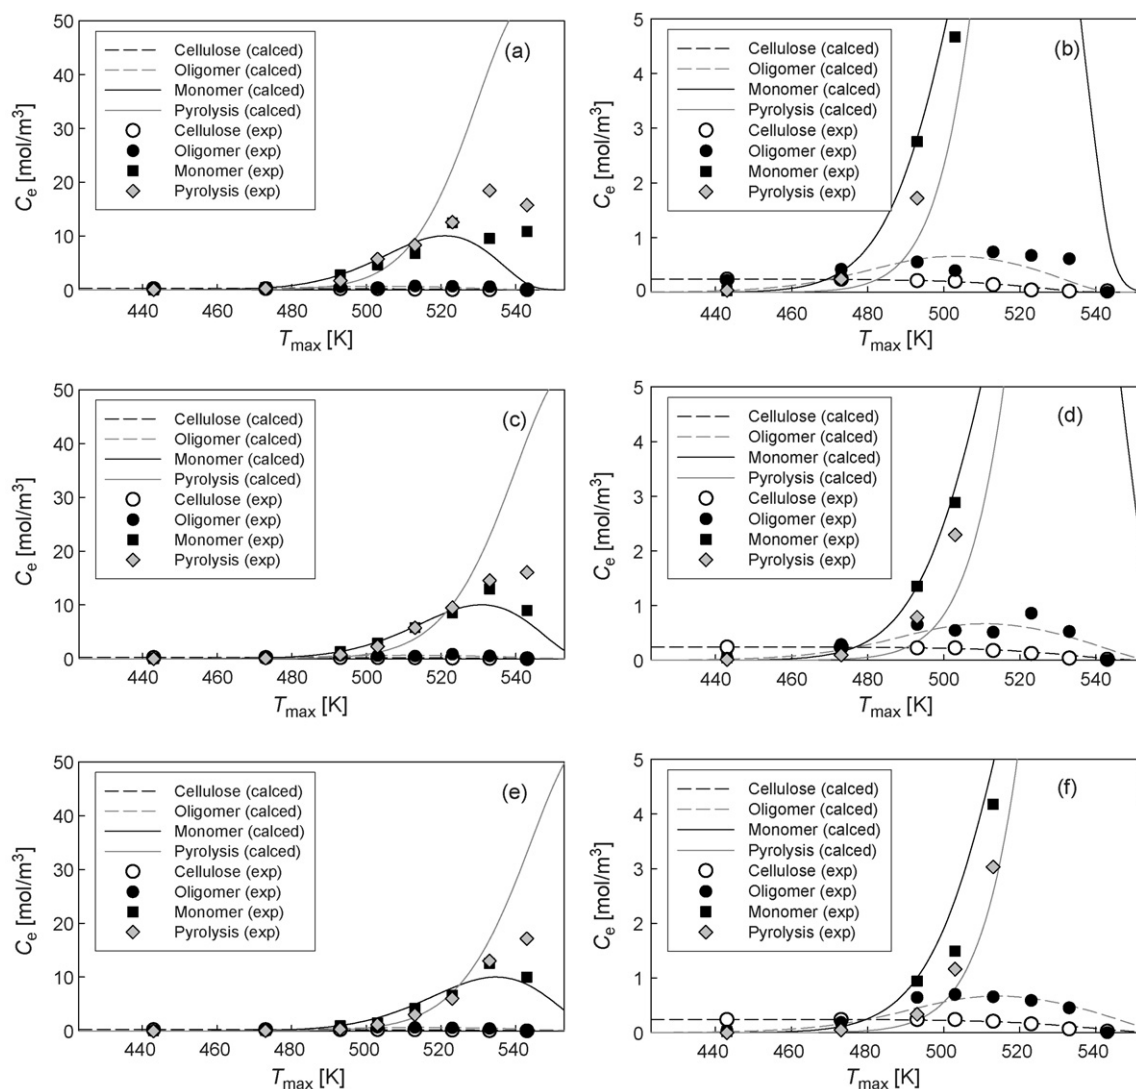 50
40
30
20
10
0
C_e [mol/m³]
Cellulose (calced)
Oligomer (calced)
Monomer (calced)
Pyrolysis (calced)
Cellulose (exp)
Oligomer (exp)
Monomer (exp)
Pyrolysis (exp)
(a)
440 460 480 500 520 540
T_max [K]
5
4
3
2
1
0
C_e [mol/m³]
Cellulose (calced)
Oligomer (calced)
Monomer (calced)
Pyrolysis (calced)
Cellulose (exp)
Oligomer (exp)
Monomer (exp)
Pyrolysis (exp)
(b)
440 460 480 500 520 540
T_max [K]
50
40
30
20
10
0
C_e [mol/m³]
Cellulose (calced)
Oligomer (calced)
Monomer (calced)
Pyrolysis (calced)
Cellulose (exp)
Oligomer (exp)
Monomer (exp)
Pyrolysis (exp)
(c)
440 460 480 500 520 540
T_max [K]
5
4
3
2
1
0
C_e [mol/m³]
Cellulose (calced)
Oligomer (calced)
Monomer (calced)
Pyrolysis (calced)
Cellulose (exp)
Oligomer (exp)
Monomer (exp)
Pyrolysis (exp)
(d)
440 460 480 500 520 540
T_max [K]
50
40
30
20
10
0
C_e [mol/m³]
Cellulose (calced)
Oligomer (calced)
Monomer (calced)
Pyrolysis (calced)
Cellulose (exp)
Oligomer (exp)
Monomer (exp)
Pyrolysis (exp)
(e)
440 460 480 500 520 540
T_max [K]
5
4
3
2
1
0
C_e [mol/m³]
Cellulose (calced)
Oligomer (calced)
Monomer (calced)
Pyrolysis (calced)
Cellulose (exp)
Oligomer (exp)
Monomer (exp)
Pyrolysis (exp)
(f)
440 460 480 500 520 540
T_max [K]